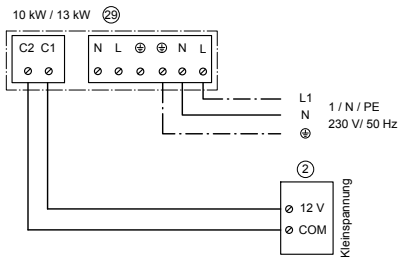 10 kW / 13 kW 29
C2 C1 N L N L
L1
N
1 / N / PE
230 V/ 50 Hz
2
12 V
COM
Kleinspannung